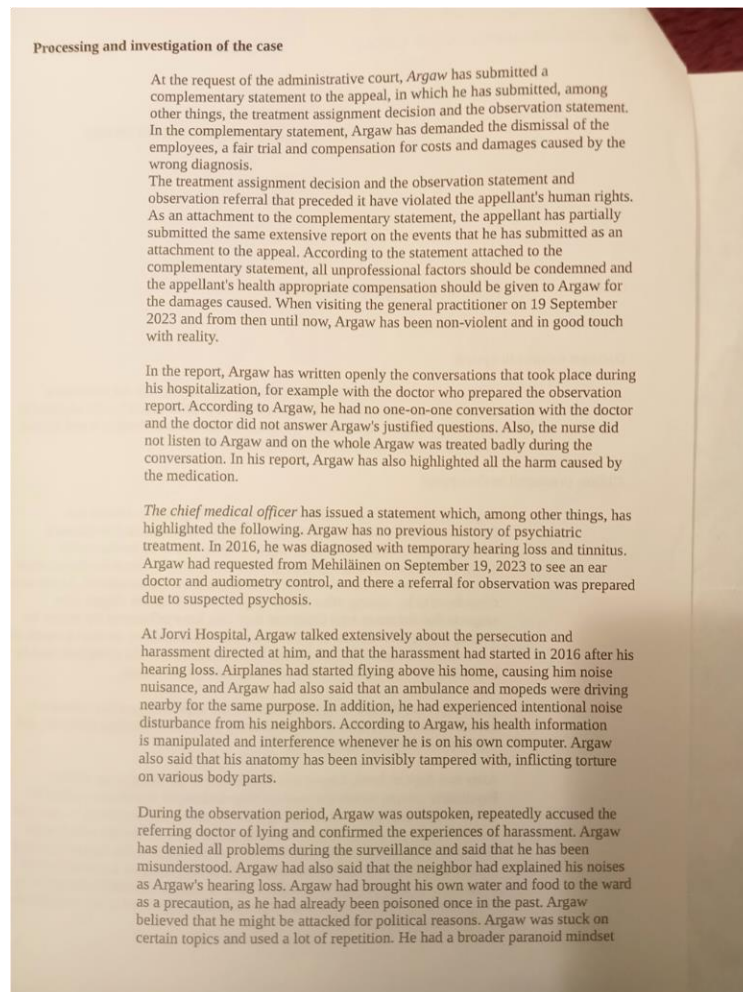 Processing and investigation of the case
At the request of the administrative court, Argaw has submitted a
complementary statement to the appeal, in which he has submitted, among
other things, the treatment assignment decision and the observation statement.
In the complementary statement, Argaw has demanded the dismissal of the
employees, a fair trial and compensation for costs and damages caused by the
wrong diagnosis.
The treatment assignment decision and the observation statement and
observation referral that preceded it have violated the appellant's human rights.
As an attachment to the complementary statement, the appellant has partially
submitted the same extensive report on the events that he has submitted as an
attachment to the appeal. According to the statement attached to the
complementary statement, all unprofessional factors should be condemned and
the appellant's health appropriate compensation should be given to Argaw for
the damages caused. When visiting the general practitioner on 19 September
2023 and from then until now, Argaw has been non-violent and in good touch
with reality.
In the report, Argaw has written openly the conversations that took place during
his hospitalization, for example with the doctor who prepared the observation
report. According to Argaw, he had no one-on-one conversation with the doctor
and the doctor did not answer Argaw's justified questions. Also, the nurse did
not listen to Argaw and on the whole Argaw was treated badly during the
conversation. In his report, Argaw has also highlighted all the harm caused by
the medication.
The chief medical officer has issued a statement which, among other things, has
highlighted the following. Argaw has no previous history of psychiatric
treatment. In 2016, he was diagnosed with temporary hearing loss and tinnitus.
Argaw had requested from Mehiläinen on September 19, 2023 to see an ear
doctor and audiometry control, and there a referral for observation was prepared
due to suspected psychosis.
At Jorvi Hospital, Argaw talked extensively about the persecution and
harassment directed at him, and that the harassment had started in 2016 after his
hearing loss. Airplanes had started flying above his home, causing him noise
nuisance, and Argaw had also said that an ambulance and mopeds were driving
nearby for the same purpose. In addition, he had experienced intentional noise
disturbance from his neighbors. According to Argaw, his health information
is manipulated and interference whenever he is on his own computer. Argaw
also said that his anatomy has been invisibly tampered with, inflicting torture
on various body parts.
During the observation period, Argaw was outspoken, repeatedly accused the
referring doctor of lying and confirmed the experiences of harassment. Argaw
has denied all problems during the surveillance and said that he has been
misunderstood. Argaw had also said that the neighbor had explained his noises
as Argaw's hearing loss. Argaw had brought his own water and food to the ward
as a precaution, as he had already been poisoned once in the past. Argaw
believed that he might be attacked for political reasons. Argaw was stuck on
certain topics and used a lot of repetition. He had a broader paranoid mindset